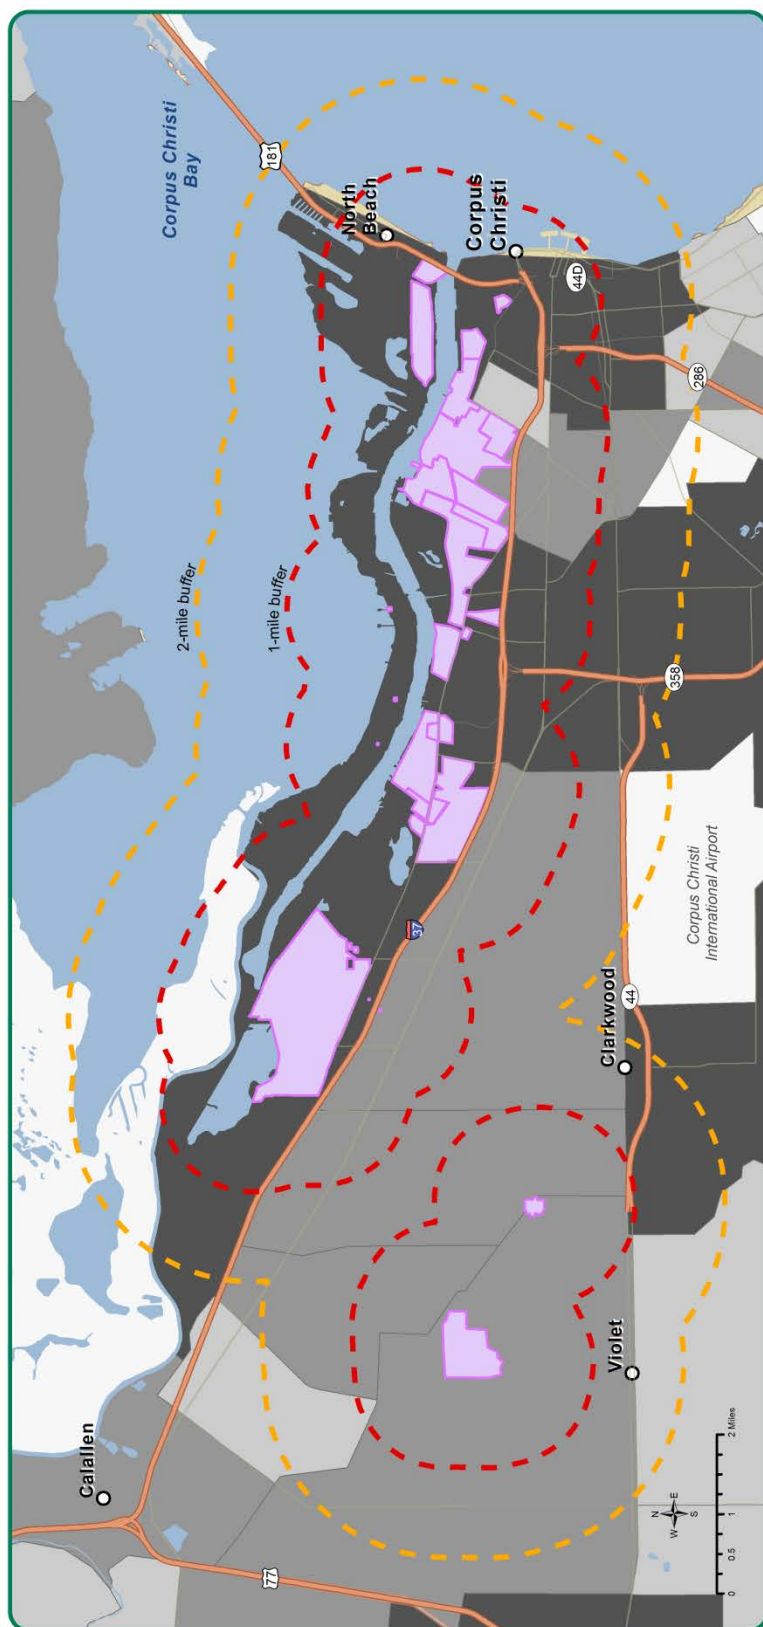 Corpus Christi
Bay
181
North
Beach
Corpus
Christi
44D
286
2-mile buffer
1-mile buffer
358
Corpus Christi
International Airport
37
44
Clarkwood
Violet
Calallen
77
N
W
E
S
0
0.5
1
2 Miles